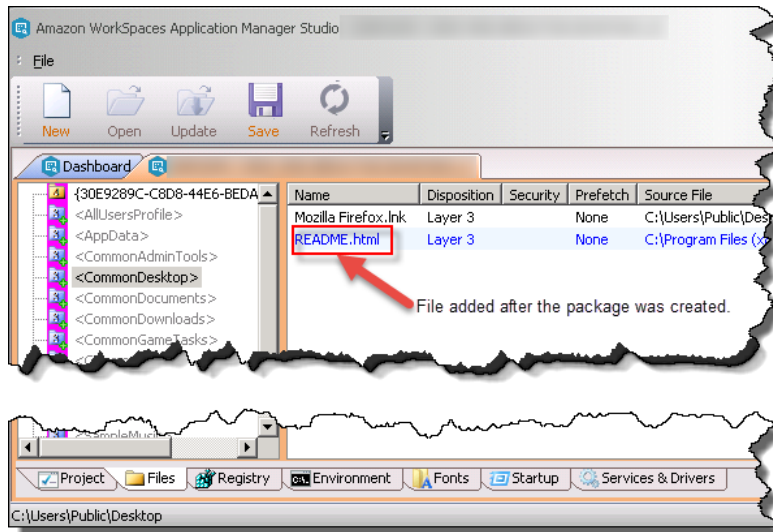 Amazon WorkSpaces Application Manager Studio
File
New Open Update Save Refresh
Dashboard
{30E9289C-C8D8-44E6-BEDA
<AllUsersProfile>
<AppData>
<CommonAdminTools>
<CommonDesktop>
<CommonDocuments>
<CommonDownloads>
<CommonGameTasks>
Name Disposition Security Prefetch Source File
Mozilla Firefox.lnk Layer 3 None C:\Users\Public\Des
README.html Layer 3 None C:\Program Files (x
File added after the package was created.
<SampleMusic
Project Files Registry Environment Fonts Startup Services & Drivers
C:\Users\Public\Desktop